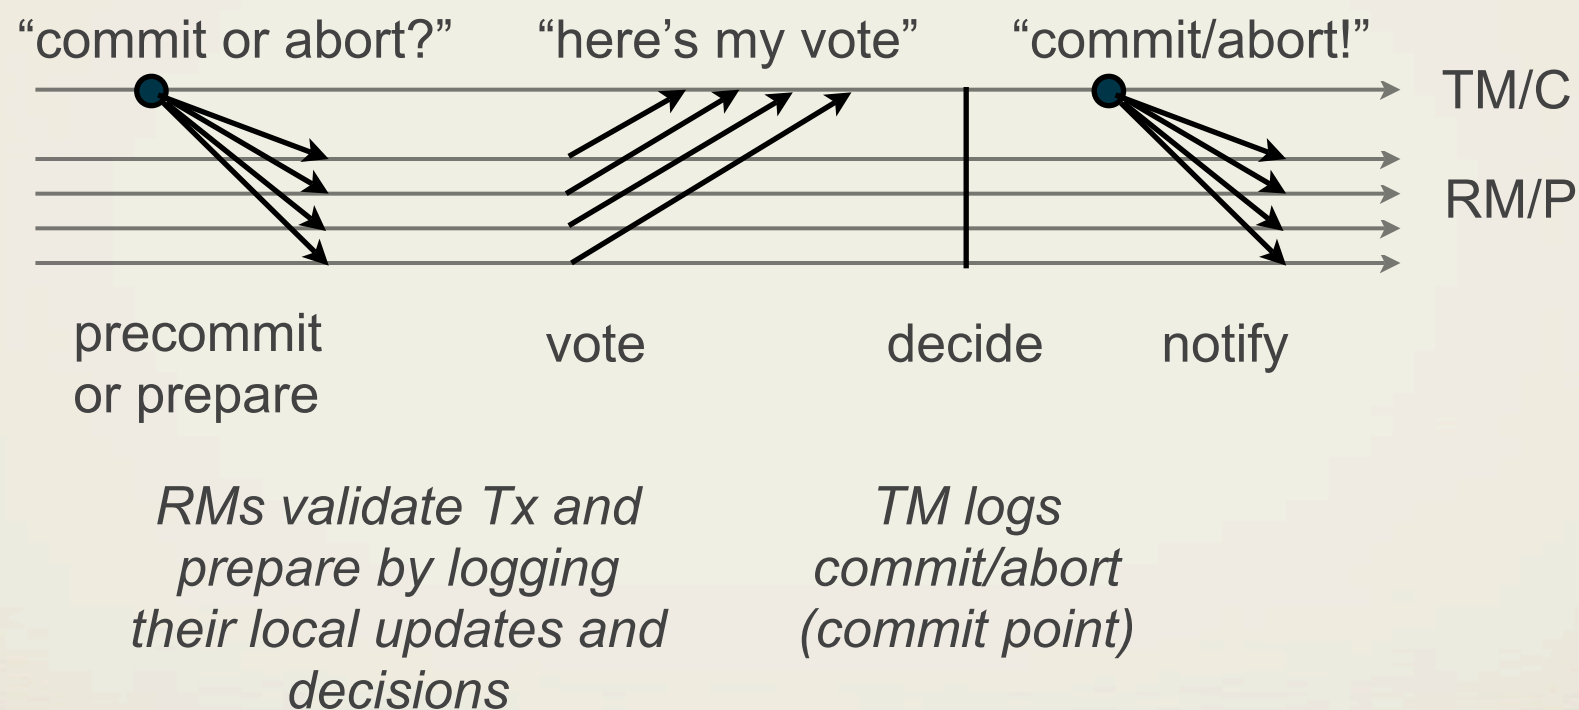 “commit or abort?”
“here’s my vote”
“commit/abort!”
TM/C
RM/P
precommit
or prepare
vote
decide
notify
RMs validate Tx and
prepare by logging
their local updates and
decisions
TM logs
commit/abort
(commit point)